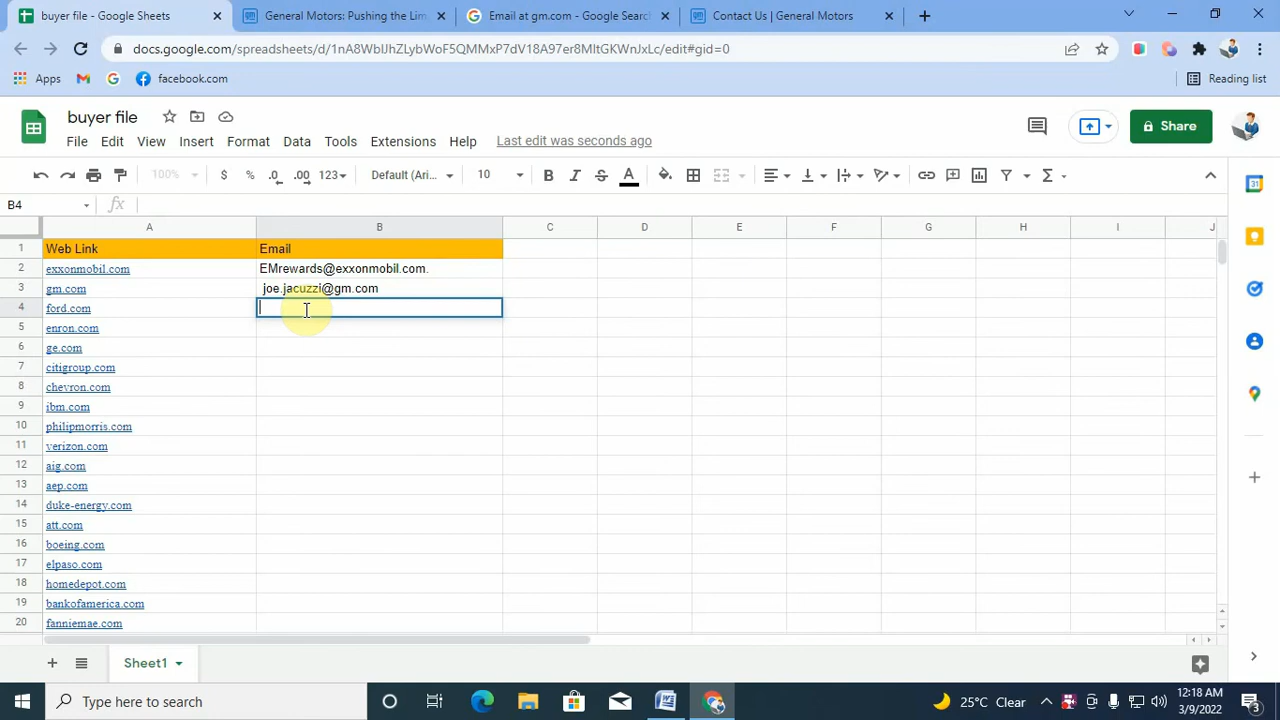 buyer file - Google Sheets
General Motors: Pushing the Lim
Email at gm.com - Google Searc
Contact Us | General Motors
docs.google.com/spreadsheets/d/1nA8WbIJhZLybWoF5QMMxP7dV18A97er8MItGKWnJxLc/edit#gid=0
Apps
facebook.com
Reading list
buyer file
File Edit View Insert Format Data Tools Extensions Help Last edit was seconds ago
Share
100% $ % .0 .00 123 Default (Ari... 10 B I S A
B4 fx
A B C D E F G H I J
1 Web Link Email
2 exxonmobil.com EMrewards@exxonmobil.com.
3 gm.com joe.jacuzzi@gm.com
4 ford.com
5 enron.com
6 ge.com
7 citigroup.com
8 chevron.com
9 ibm.com
10 philipmorris.com
11 verizon.com
12 aig.com
13 aep.com
14 duke-energy.com
15 att.com
16 boeing.com
17 elpaso.com
18 homedepot.com
19 bankofamerica.com
20 fanniemae.com
Sheet1
Type here to search
25°C Clear
12:18 AM
3/9/2022
3